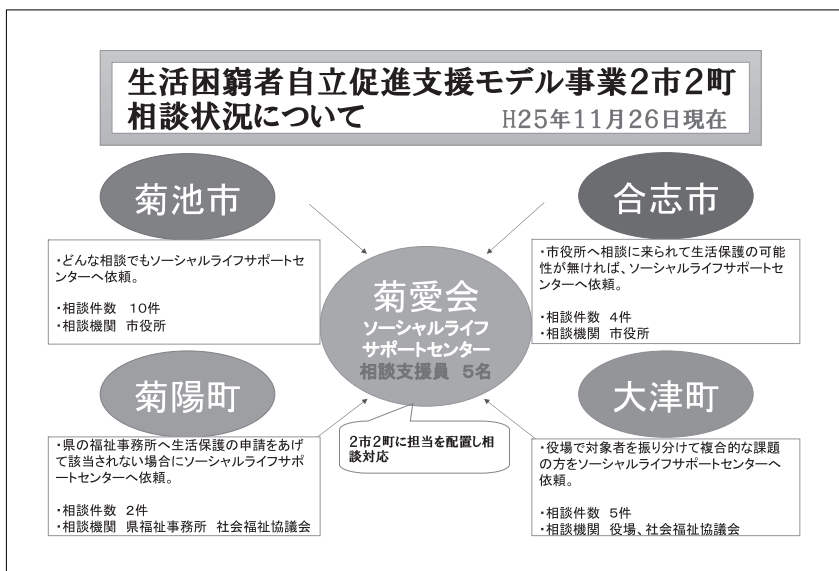 生活困窮者自立促進支援モデル事業2市2町
相談状況について H25年11月26日現在
菊池市
・どんな相談でもソーシャルライフサポートセ
ンターへ依頼。
・相談件数 10件
・相談機関 市役所
合志市
・市役所へ相談に来られて生活保護の可能
性が無ければ、ソーシャルライフサポートセ
ンターへ依頼。
・相談件数 4件
・相談機関 市役所
菊愛会
ソーシャルライフ
サポートセンター
相談支援員 5名
2市2町に担当を配置し相
談対応
菊陽町
・県の福祉事務所へ生活保護の申請をあげ
て該当されない場合にソーシャルライフサポ
ートセンターへ依頼。
・相談件数 2件
・相談機関 県福祉事務所 社会福祉協議会
大津町
・役場で対象者を振り分けて複合的な課題
の方をソーシャルライフサポートセンターへ
依頼。
・相談件数 5件
・相談機関 役場、社会福祉協議会